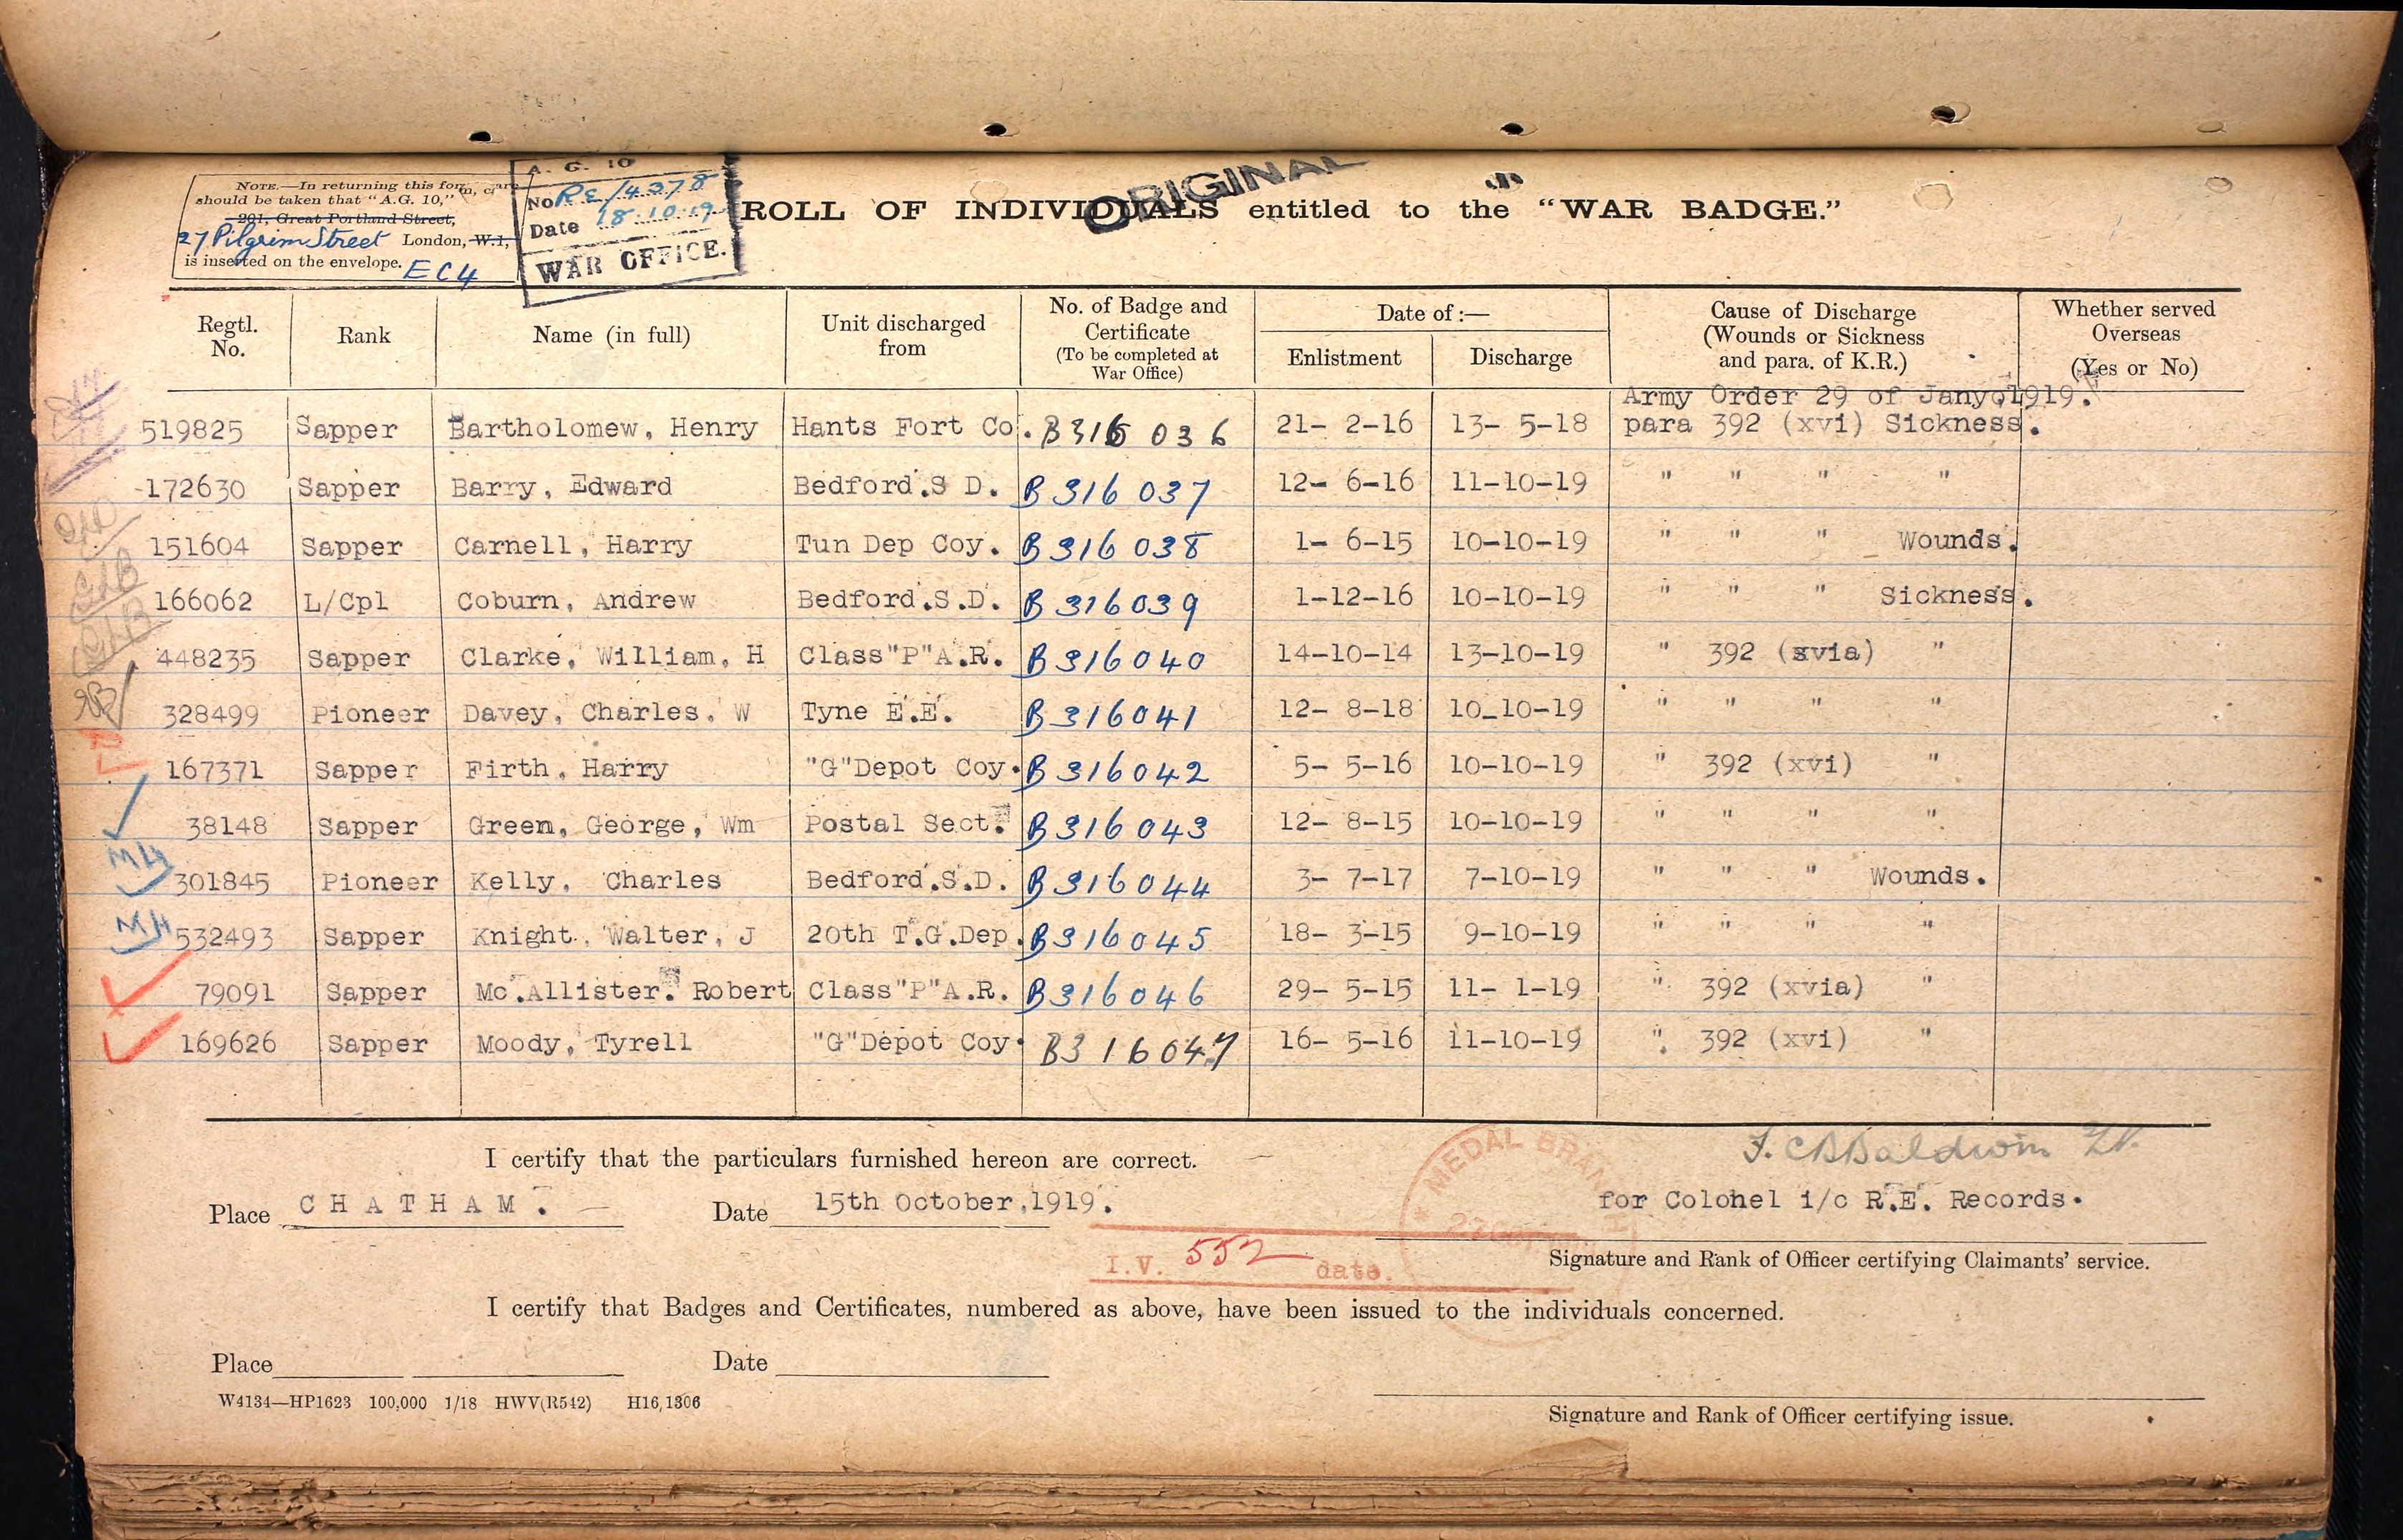 NOTE.—In returning this form, care
should be taken that "A.G. 10,"
201, Great Portland Street,
27 Pilgrim Street London, W.1,
is inserted on the envelope. EC4
A. G. 10
No RE/4378
Date 18.10.19
WAR OFFICE.
ORIGINAL
ROLL OF INDIVIDUALS entitled to the "WAR BADGE."
Regtl. No. Rank Name (in full) Unit discharged from No. of Badge and Certificate (To be completed at War Office) Date of :— Enlistment Discharge Cause of Discharge (Wounds or Sickness and para. of K.R.) Whether served Overseas (Yes or No)
Army Order 29 of Jany,1919.
519825 Sapper Bartholomew, Henry Hants Fort Co. B316 036 21- 2-16 13- 5-18 para 392 (xvi) Sickness.
172630 Sapper Barry, Edward Bedford.S D. B316 037 12- 6-16 11-10-19 " " " "
151604 Sapper Carnell, Harry Tun Dep Coy. B316 038 1- 6-15 10-10-19 " " " Wounds.
166062 L/Cpl Coburn, Andrew Bedford.S.D. B316039 1-12-16 10-10-19 " " " Sickness.
448235 Sapper Clarke, William, H Class"P"A.R. B316040 14-10-14 13-10-19 " 392 (svia) "
328499 Pioneer Davey, Charles, W Tyne E.E. B316041 12- 8-18 10-10-19 " " " "
167371 Sapper Firth, Harry "G"Depot Coy. B316042 5- 5-16 10-10-19 " 392 (xvi) "
38148 Sapper Green, George, Wm Postal Sect. B316043 12- 8-15 10-10-19 " " " "
MH
301845 Pioneer Kelly, Charles Bedford.S.D. B316044 3- 7-17 7-10-19 " " " Wounds.
MH
532493 Sapper Knight, Walter, J 20th T.G.Dep. B316045 18- 3-15 9-10-19 " " " "
79091 Sapper Mc.Allister. Robert Class"P"A.R. B316046 29- 5-15 11- 1-19 " 392 (xvia) "
169626 Sapper Moody, Tyrell "G"Depot Coy. B316047 16- 5-16 11-10-19 " 392 (xvi) "
I certify that the particulars furnished hereon are correct.
MEDAL BRANCH
F. C B Baldwin Lt.
Place CHATHAM. Date 15th October,1919.
for Colonel i/c R.E. Records.
I.V. 552 date.
Signature and Rank of Officer certifying Claimants' service.
I certify that Badges and Certificates, numbered as above, have been issued to the individuals concerned.
Place Date
W4134—HP1623 100,000 1/18 HWV(R542) H16,1306
Signature and Rank of Officer certifying issue.